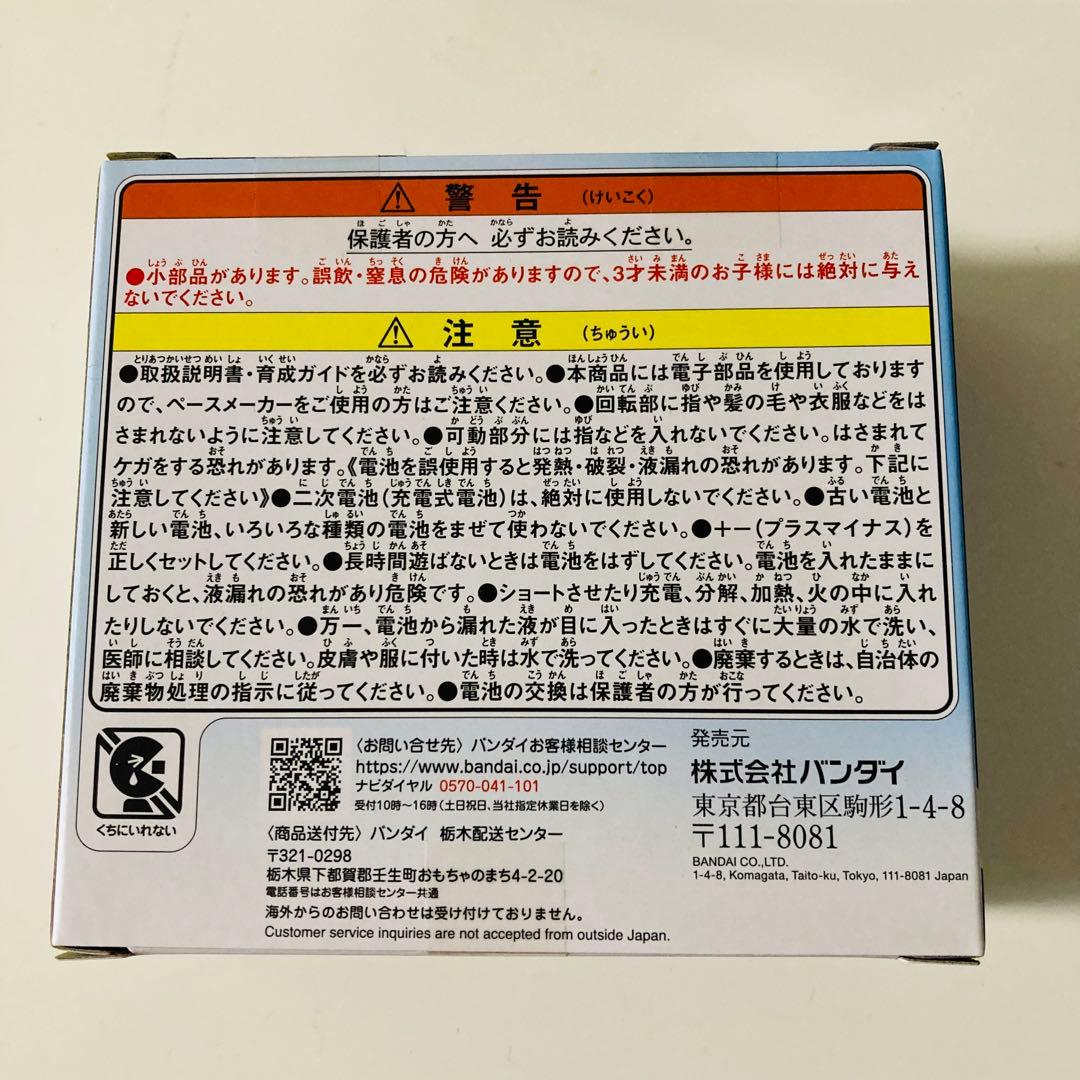 ⚠ 警告 (けいこく)
保護者の方へ 必ずお読みください。
●小部品があります。誤飲・窒息の危険がありますので、3才未満のお子様には絶対に与え
ないでください。
⚠ 注意 (ちゅうい)
●取扱説明書・育成ガイドを必ずお読みください。●本商品には電子部品を使用しております
ので、ペースメーカーをご使用の方はご注意ください。●回転部に指や髪の毛や衣服などをは
さまれないように注意してください。●可動部分には指などを入れないでください。はさまれて
ケガをする恐れがあります。《電池を誤使用すると発熱・破裂・液漏れの恐れがあります。下記に
注意してください》●二次電池(充電式電池)は、絶対に使用しないでください。●古い電池と
新しい電池、いろいろな種類の電池をまぜて使わないでください。●+-(プラスマイナス)を
正しくセットしてください。●長時間遊ばないときは電池をはずしてください。電池を入れたままに
しておくと、液漏れの恐れがあり危険です。●ショートさせたり充電、分解、加熱、火の中に入れ
たりしないでください。●万一、電池から漏れた液が目に入ったときはすぐに大量の水で洗い、
医師に相談してください。皮膚や服に付いた時は水で洗ってください。●廃棄するときは、自治体の
廃棄物処理の指示に従ってください。●電池の交換は保護者の方が行ってください。
くちにいれない
〈お問い合せ先〉バンダイお客様相談センター
https://www.bandai.co.jp/support/top
ナビダイヤル 0570-041-101
受付10時〜16時(土日祝日、当社指定休業日を除く)
〈商品送付先〉バンダイ 栃木配送センター
〒321-0298
栃木県下都賀郡壬生町おもちゃのまち4-2-20
電話番号はお客様相談センター共通
海外からのお問い合わせは受け付けておりません。
Customer service inquiries are not accepted from outside Japan.
発売元
株式会社バンダイ
東京都台東区駒形1-4-8
〒111-8081
BANDAI CO.,LTD.
1-4-8, Komagata, Taito-ku, Tokyo, 111-8081 Japan